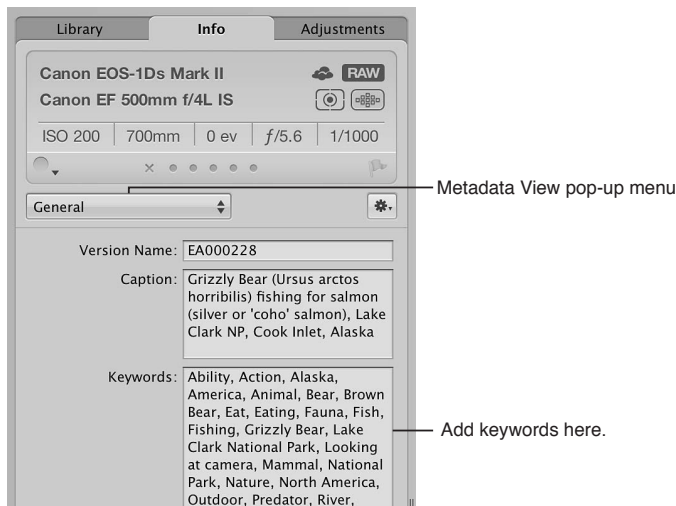 Library Info Adjustments
Canon EOS-1Ds Mark II RAW
Canon EF 500mm f/4L IS
ISO 200 700mm 0 ev ƒ/5.6 1/1000
General
Metadata View pop-up menu
Version Name: EA000228
Caption: Grizzly Bear (Ursus arctos
horribilis) fishing for salmon
(silver or 'coho' salmon), Lake
Clark NP, Cook Inlet, Alaska
Keywords: Ability, Action, Alaska,
America, Animal, Bear, Brown
Bear, Eat, Eating, Fauna, Fish,
Fishing, Grizzly Bear, Lake
Clark National Park, Looking
at camera, Mammal, National
Park, Nature, North America,
Outdoor, Predator, River,
Add keywords here.